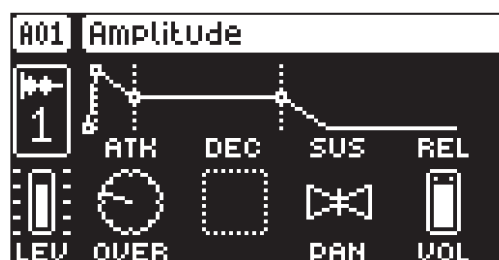 A01 Amplitude
1
ATK DEC SUS REL
LEV OVER PAN VOL